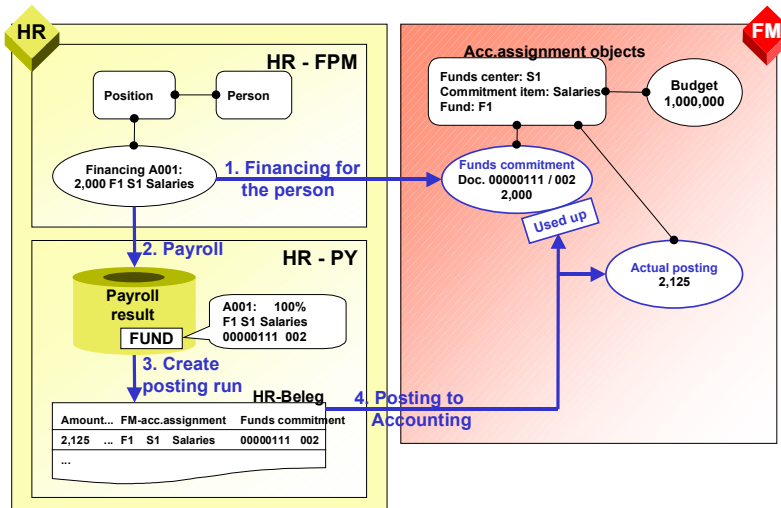 HR
FM
HR - FPM
Position
Person
Financing A001:
2,000 F1 S1 Salaries
1. Financing for
the person
2. Payroll
HR - PY
Payroll
result
FUND
A001: 100%
F1 S1 Salaries
00000111 002
3. Create
posting run
HR-Beleg
Amount... FM-acc.assignment Funds commitment
2,125 ... F1 S1 Salaries 00000111 002
...
4. Posting to
Accounting
Acc.assignment objects
Funds center: S1
Commitment item: Salaries
Fund: F1
Budget
1,000,000
Funds commitment
Doc. 00000111 / 002
2,000
Used up
Actual posting
2,125